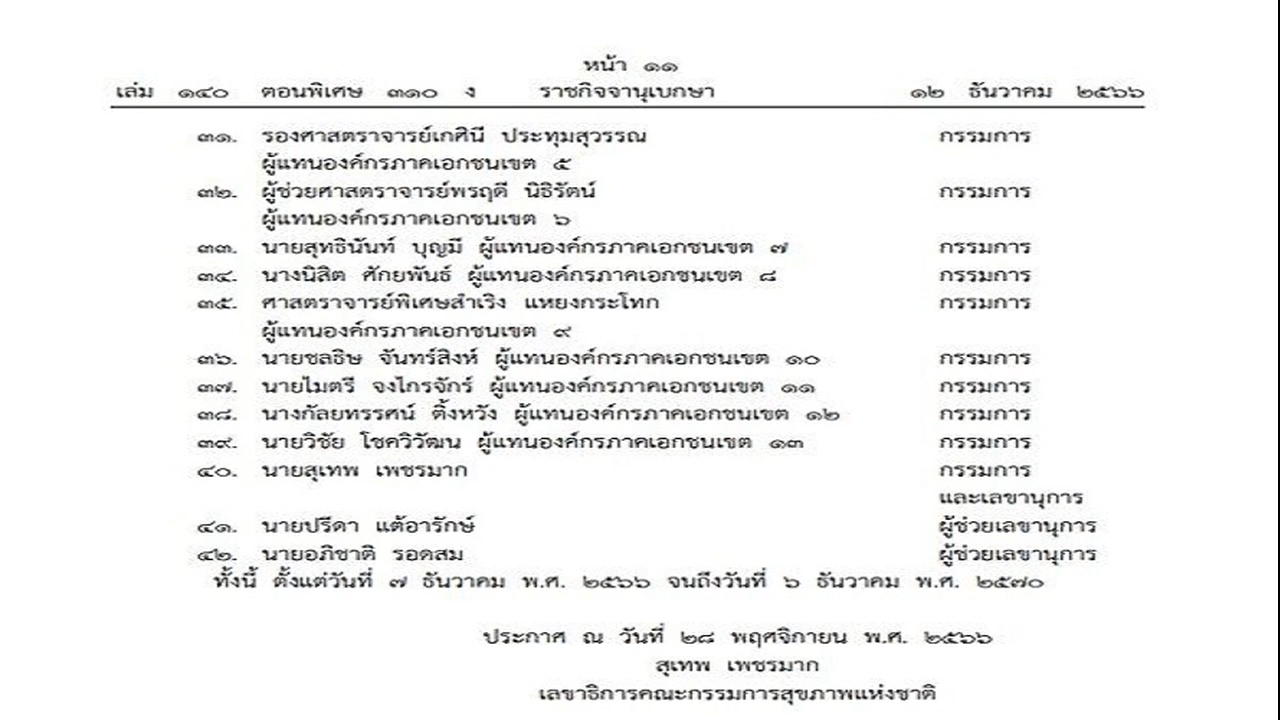 หน้า ๑๑
เล่ม ๑๔๐ ตอนพิเศษ ๓๑๐ ง ราชกิจจานุเบกษา ๑๒ ธันวาคม ๒๕๖๖
๓๑. รองศาสตราจารย์เกศินี ประทุมสุวรรณ กรรมการ
ผู้แทนองค์กรภาคเอกชนเขต ๕
๓๒. ผู้ช่วยศาสตราจารย์พรฤดี นิธิรัตน์ กรรมการ
ผู้แทนองค์กรภาคเอกชนเขต ๖
๓๓. นายสุทธินันท์ บุญมี ผู้แทนองค์กรภาคเอกชนเขต ๗ กรรมการ
๓๔. นางนิสิต ศักยพันธ์ ผู้แทนองค์กรภาคเอกชนเขต ๘ กรรมการ
๓๕. ศาสตราจารย์พิเศษสำเริง แหยงกระโทก กรรมการ
ผู้แทนองค์กรภาคเอกชนเขต ๙
๓๖. นายชลธิษ จันทร์สิงห์ ผู้แทนองค์กรภาคเอกชนเขต ๑๐ กรรมการ
๓๗. นายไมตรี จงไกรจักร์ ผู้แทนองค์กรภาคเอกชนเขต ๑๑ กรรมการ
๓๘. นางกัลยทรรศน์ ติ้งหวัง ผู้แทนองค์กรภาคเอกชนเขต ๑๒ กรรมการ
๓๙. นายวิชัย โชควิวัฒน ผู้แทนองค์กรภาคเอกชนเขต ๑๓ กรรมการ
๔๐. นายสุเทพ เพชรมาก กรรมการ
และเลขานุการ
๔๑. นายปรีดา แต้อารักษ์ ผู้ช่วยเลขานุการ
๔๒. นายอภิชาติ รอดสม ผู้ช่วยเลขานุการ
ทั้งนี้ ตั้งแต่วันที่ ๗ ธันวาคม พ.ศ. ๒๕๖๖ จนถึงวันที่ ๖ ธันวาคม พ.ศ. ๒๕๗๐
ประกาศ ณ วันที่ ๒๘ พฤศจิกายน พ.ศ. ๒๕๖๖
สุเทพ เพชรมาก
เลขาธิการคณะกรรมการสุขภาพแห่งชาติ